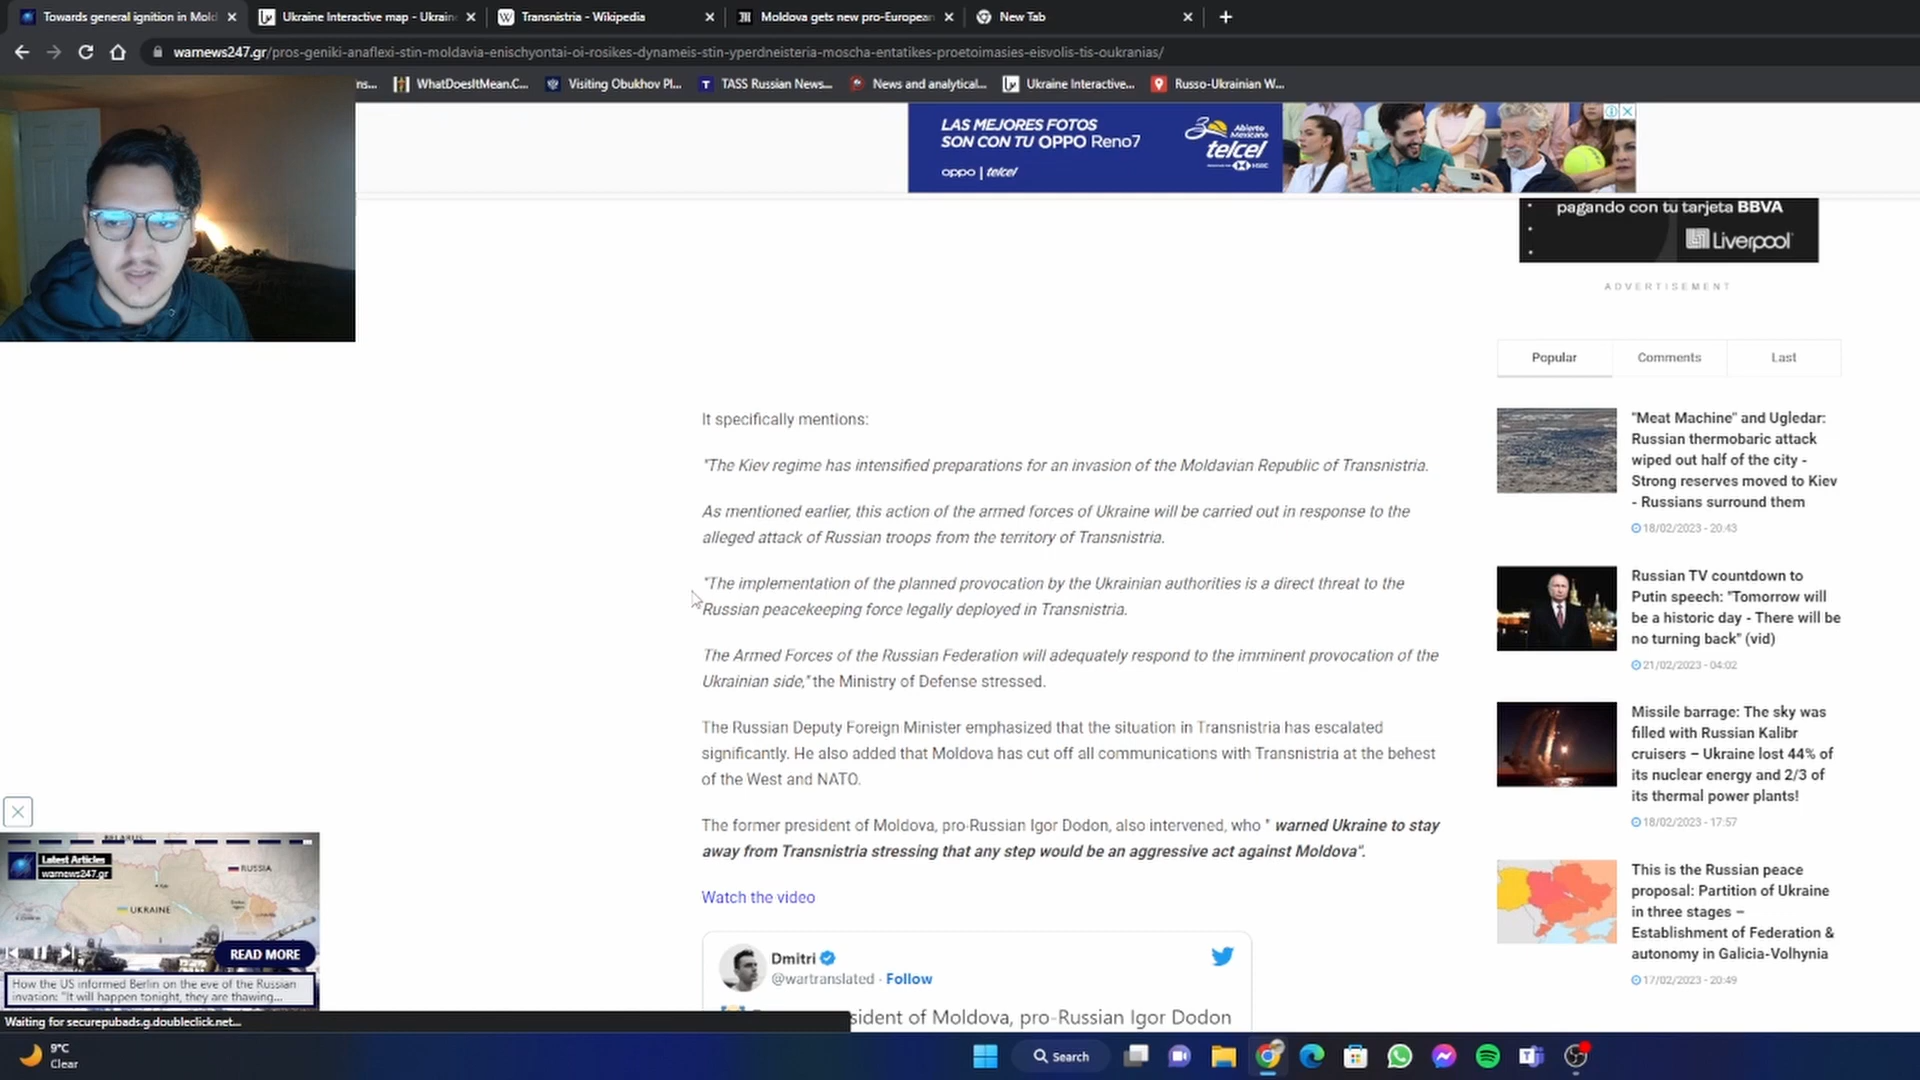 Towards general ignition in Mold
Ukraine Interactive map - Ukrain
Transnistria - Wikipedia
Moldova gets new pro-European
New Tab
warnews247.gr/pros-geniki-anaflexi-stin-moldavia-enischyontai-oi-rosikes-dynameis-stin-yperdneisteria-moscha-entatikes-proetoimasies-eisvolis-tis-oukranias/
ns...
WhatDoesItMean.C...
Visiting Obukhov Pl...
TASS Russian News...
News and analytical...
Ukraine Interactive...
Russo-Ukrainian W...
LAS MEJORES FOTOS
SON CON TU OPPO Reno7
oppo | telcel
Abierto
Mexicano
telcel
HSBC
pagando con tu tarjeta BBVA
Liverpool
ADVERTISEMENT
Popular
Comments
Last
It specifically mentions:
"The Kiev regime has intensified preparations for an invasion of the Moldavian Republic of Transnistria.
As mentioned earlier, this action of the armed forces of Ukraine will be carried out in response to the
alleged attack of Russian troops from the territory of Transnistria.
"The implementation of the planned provocation by the Ukrainian authorities is a direct threat to the
Russian peacekeeping force legally deployed in Transnistria.
The Armed Forces of the Russian Federation will adequately respond to the imminent provocation of the
Ukrainian side," the Ministry of Defense stressed.
The Russian Deputy Foreign Minister emphasized that the situation in Transnistria has escalated
significantly. He also added that Moldova has cut off all communications with Transnistria at the behest
of the West and NATO.
The former president of Moldova, pro-Russian Igor Dodon, also intervened, who " warned Ukraine to stay
away from Transnistria stressing that any step would be an aggressive act against Moldova".
Watch the video
Dmitri
@wartranslated · Follow
sident of Moldova, pro-Russian Igor Dodon
"Meat Machine" and Ugledar:
Russian thermobaric attack
wiped out half of the city -
Strong reserves moved to Kiev
- Russians surround them
18/02/2023 - 20:43
Russian TV countdown to
Putin speech: "Tomorrow will
be a historic day - There will be
no turning back" (vid)
21/02/2023 - 04:02
Missile barrage: The sky was
filled with Russian Kalibr
cruisers – Ukraine lost 44% of
its nuclear energy and 2/3 of
its thermal power plants!
18/02/2023 - 17:57
This is the Russian peace
proposal: Partition of Ukraine
in three stages –
Establishment of Federation &
autonomy in Galicia-Volhynia
17/02/2023 - 20:49
BELARUS
Latest Articles
warnews247.gr
RUSSIA
UKRAINE
READ MORE
How the US informed Berlin on the eve of the Russian
invasion: "It will happen tonight, they are thawing...
Waiting for securepubads.g.doubleclick.net...
9°C
Clear
Search